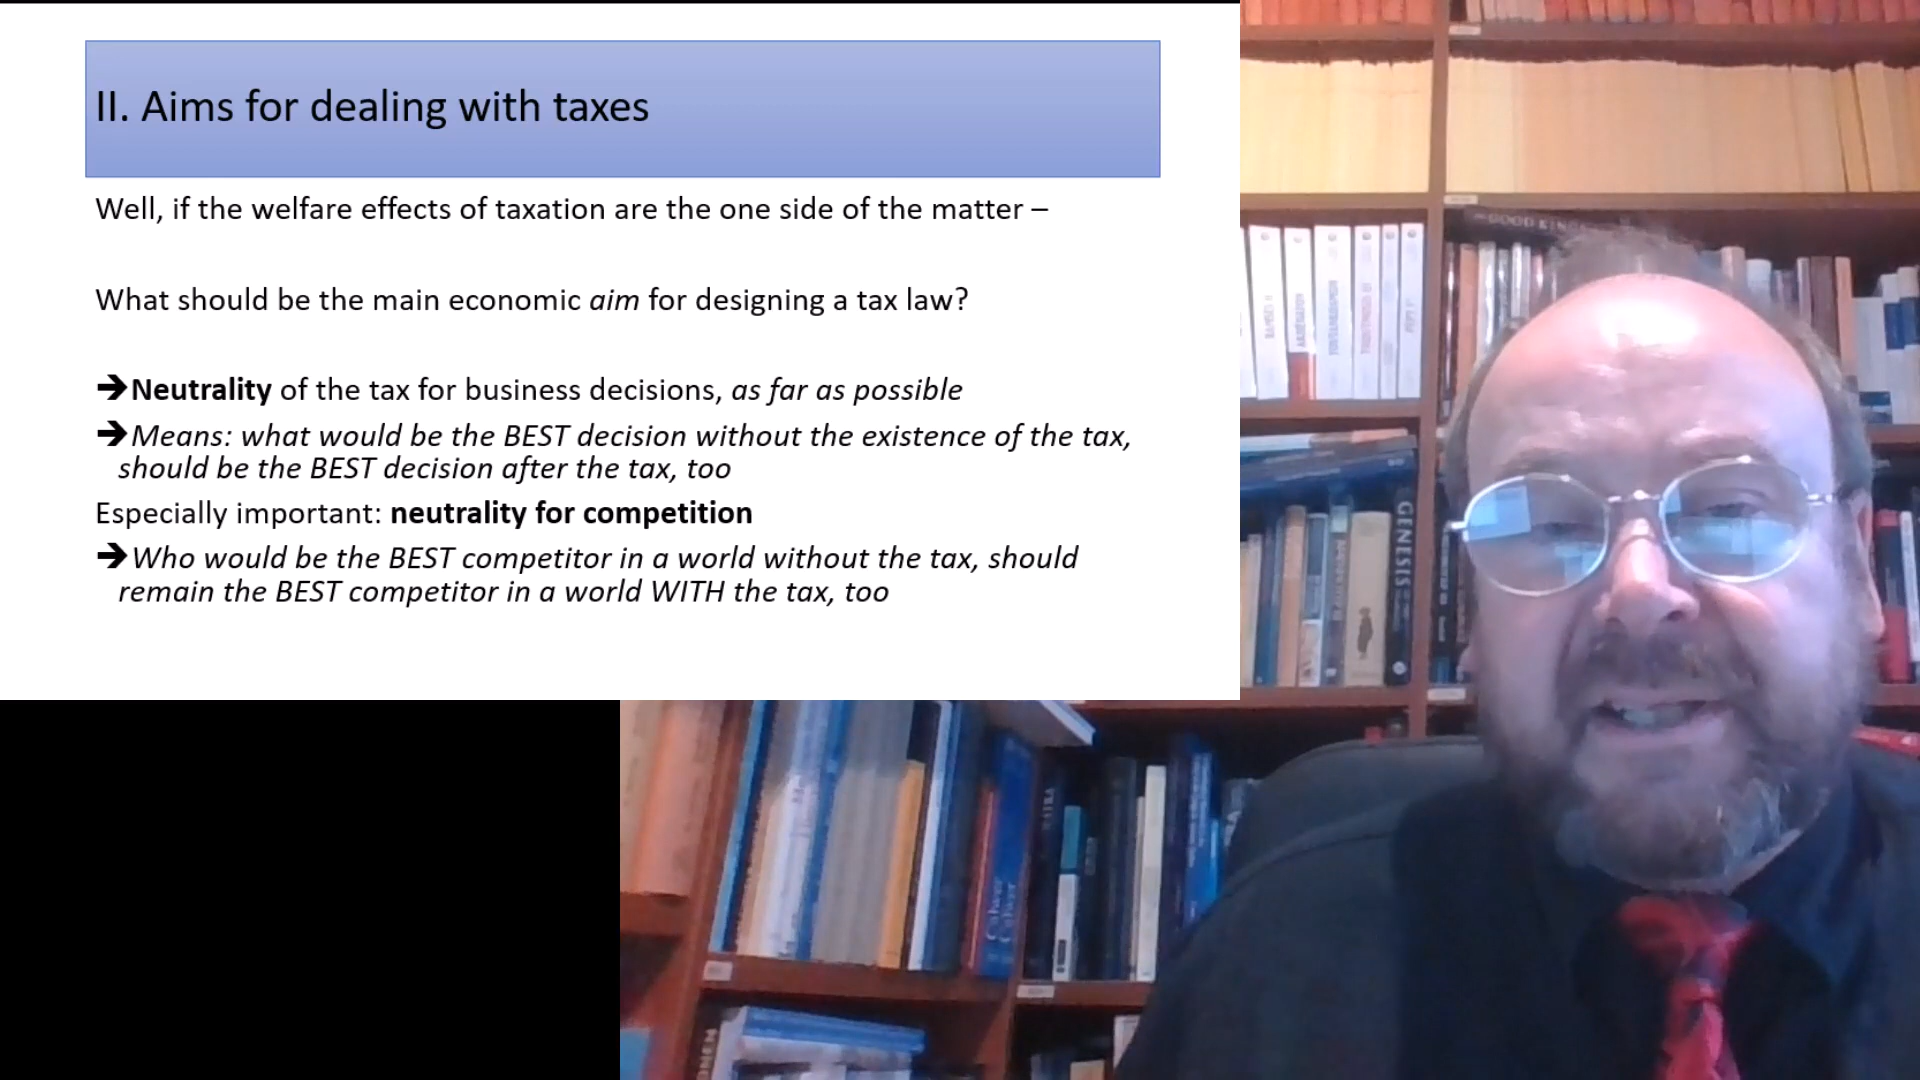 II. Aims for dealing with taxes
Well, if the welfare effects of taxation are the one side of the matter –
What should be the main economic aim for designing a tax law?
➔Neutrality of the tax for business decisions, as far as possible
➔Means: what would be the BEST decision without the existence of the tax,
should be the BEST decision after the tax, too
Especially important: neutrality for competition
➔Who would be the BEST competitor in a world without the tax, should
remain the BEST competitor in a world WITH the tax, too
GENESIS